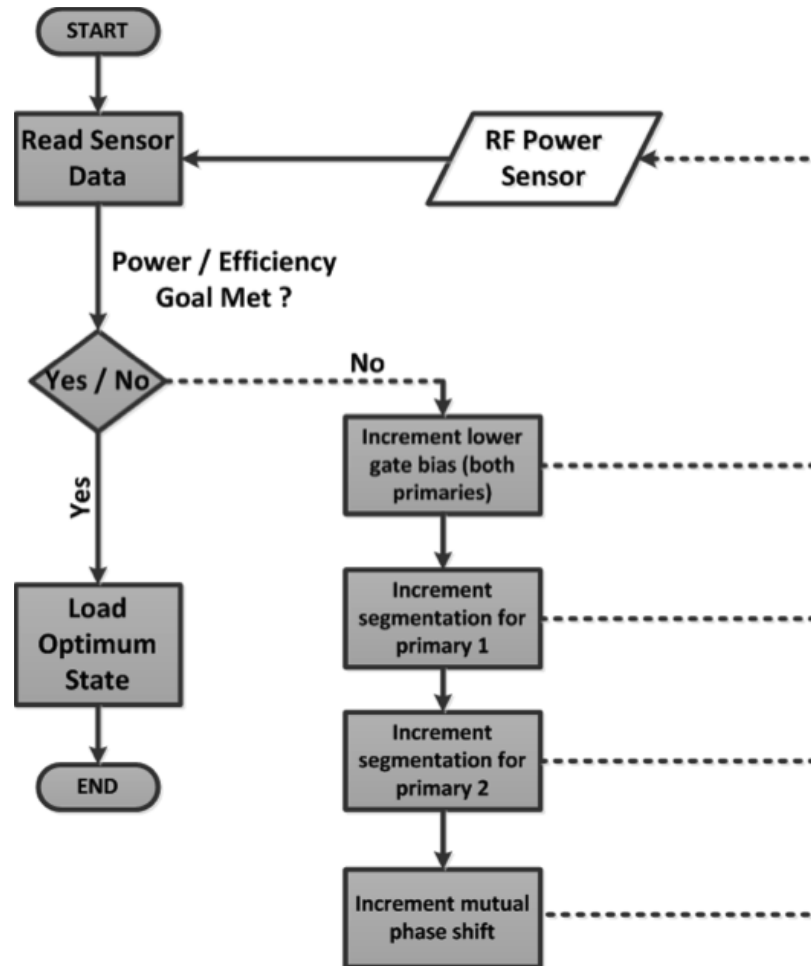 START
Read Sensor
Data
RF Power
Sensor
Power / Efficiency
Goal Met ?
Yes / No
No
Increment lower
gate bias (both
primaries)
Yes
Increment
segmentation for
primary 1
Load
Optimum
State
Increment
segmentation for
primary 2
END
Increment mutual
phase shift